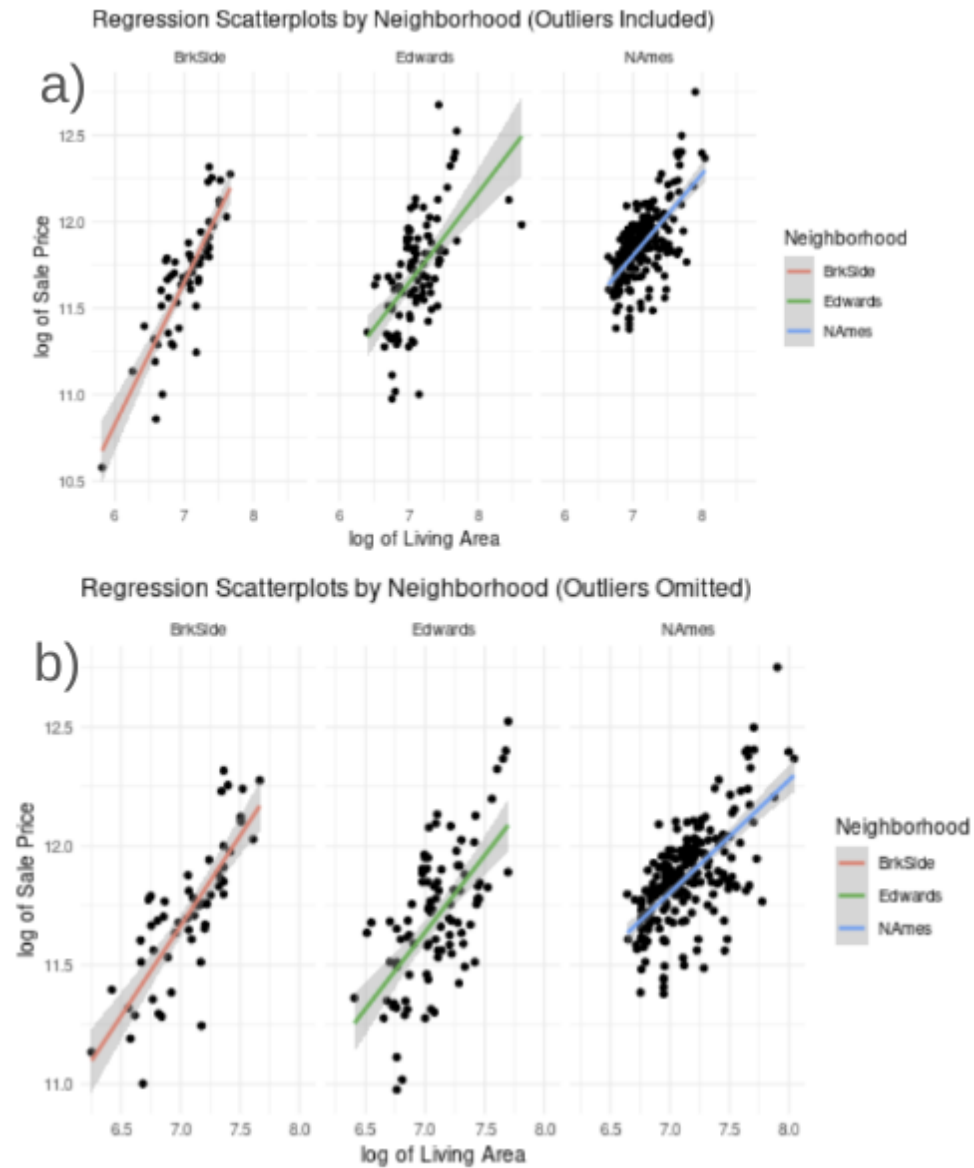 Regression Scatterplots by Neighborhood (Outliers Included)
a)
BrkSide Edwards NAmes
log of Sale Price
12.5
12.0
11.5
11.0
10.5
6 7 8 6 7 8 6 7 8
log of Living Area
Neighborhood
BrkSide
Edwards
NAmes
Regression Scatterplots by Neighborhood (Outliers Omitted)
b)
BrkSide Edwards NAmes
log of Sale Price
12.5
12.0
11.5
11.0
6.5 7.0 7.5 8.0 6.5 7.0 7.5 8.0 6.5 7.0 7.5 8.0
log of Living Area
Neighborhood
BrkSide
Edwards
NAmes